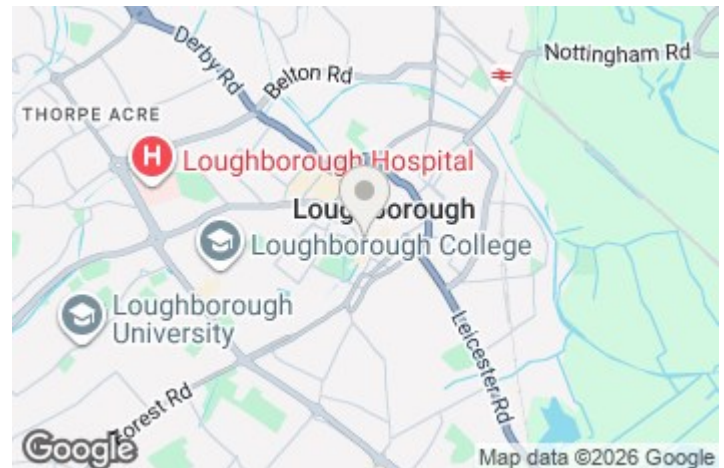 Nottingham Rd
Derby Rd
Belton Rd
THORPE ACRE
H
Loughborough Hospital
Loughborough
Loughborough College
Loughborough
University
Leicester Rd
Forest Rd
Google
Map data ©2026 Google